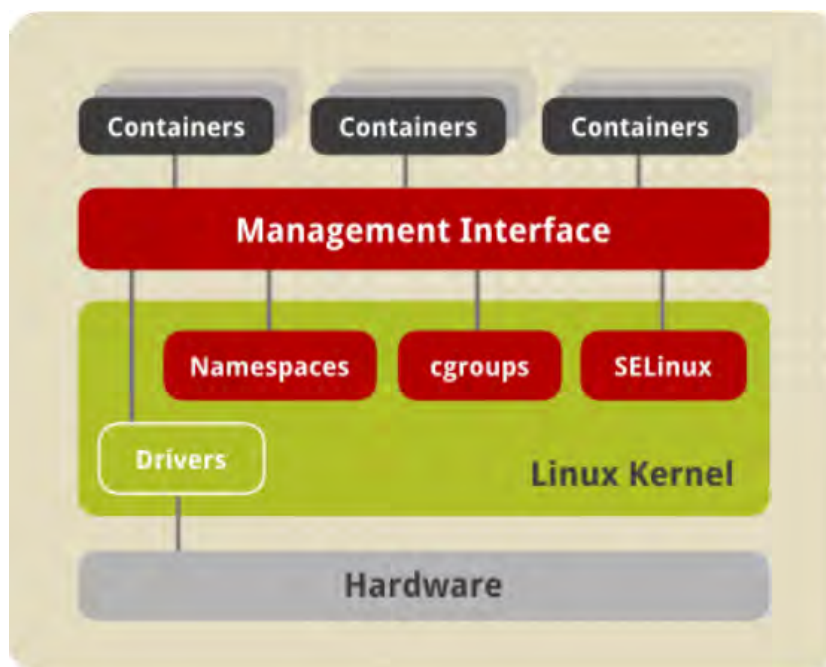 Containers Containers Containers
Management Interface
Namespaces cgroups SELinux
Drivers
Linux Kernel
Hardware